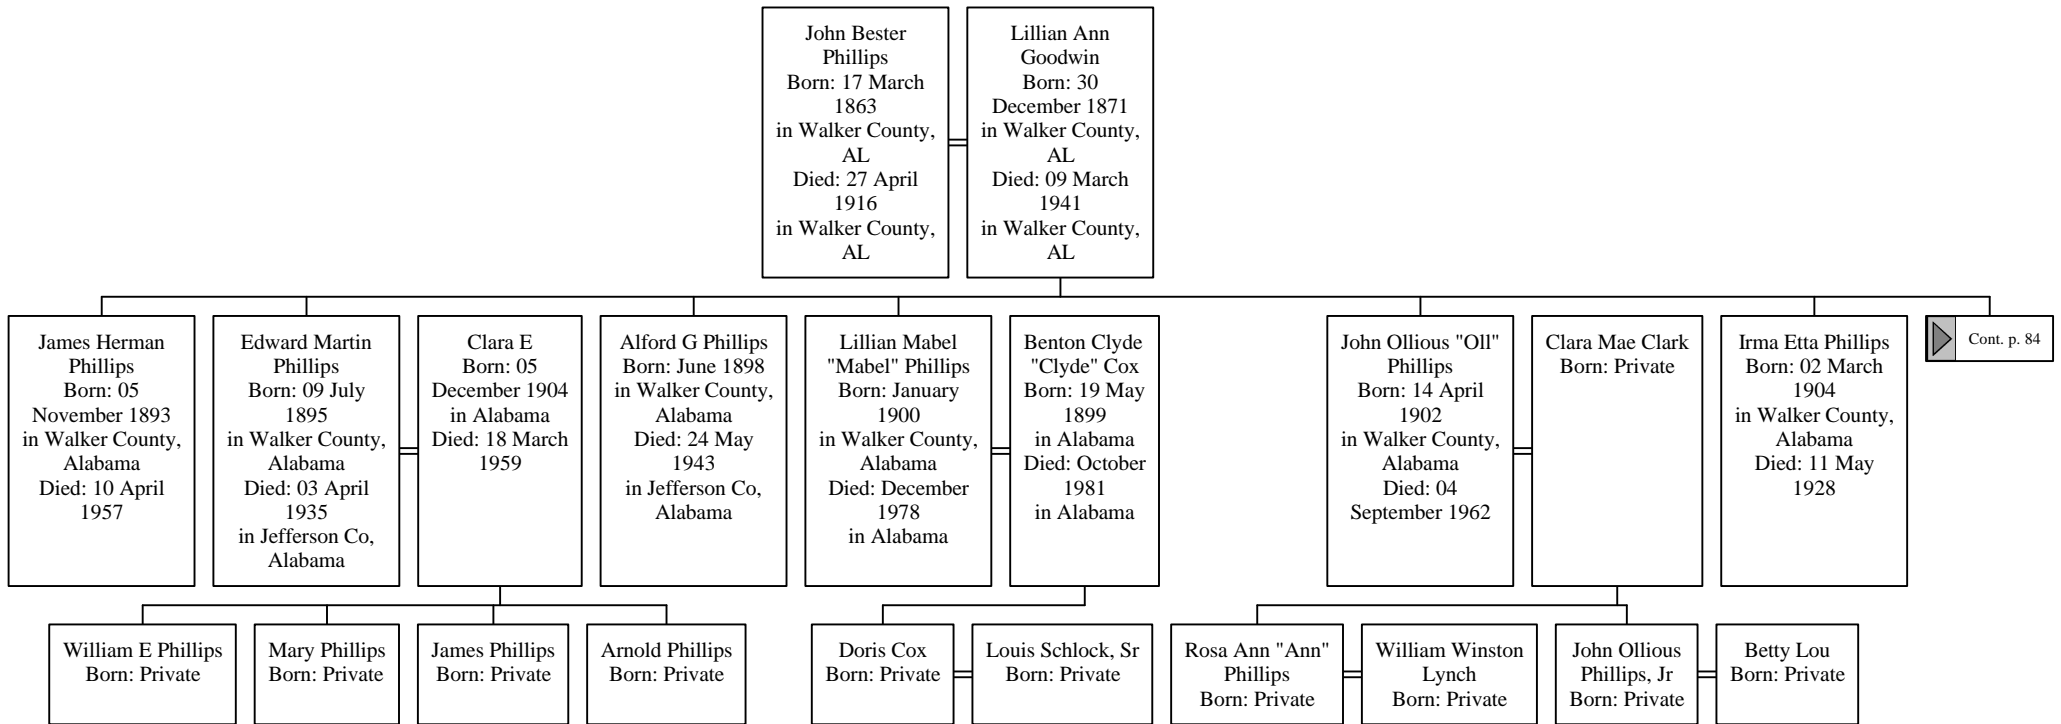 John Bester
Phillips
Born: 17 March
1863
in Walker County,
AL
Died: 27 April
1916
in Walker County,
AL
Lillian Ann
Goodwin
Born: 30
December 1871
in Walker County,
AL
Died: 09 March
1941
in Walker County,
AL
James Herman
Phillips
Born: 05
November 1893
in Walker County,
Alabama
Died: 10 April
1957
Edward Martin
Phillips
Born: 09 July
1895
in Walker County,
Alabama
Died: 03 April
1935
in Jefferson Co,
Alabama
Clara E
Born: 05
December 1904
in Alabama
Died: 18 March
1959
Alford G Phillips
Born: June 1898
in Walker County,
Alabama
Died: 24 May
1943
in Jefferson Co,
Alabama
Lillian Mabel
"Mabel" Phillips
Born: January
1900
in Walker County,
Alabama
Died: December
1978
in Alabama
Benton Clyde
"Clyde" Cox
Born: 19 May
1899
in Alabama
Died: October
1981
in Alabama
John Ollious "Oll"
Phillips
Born: 14 April
1902
in Walker County,
Alabama
Died: 04
September 1962
Clara Mae Clark
Born: Private
Irma Etta Phillips
Born: 02 March
1904
in Walker County,
Alabama
Died: 11 May
1928
Cont. p. 84
William E Phillips
Born: Private
Mary Phillips
Born: Private
James Phillips
Born: Private
Arnold Phillips
Born: Private
Doris Cox
Born: Private
Louis Schlock, Sr
Born: Private
Rosa Ann "Ann"
Phillips
Born: Private
William Winston
Lynch
Born: Private
John Ollious
Phillips, Jr
Born: Private
Betty Lou
Born: Private